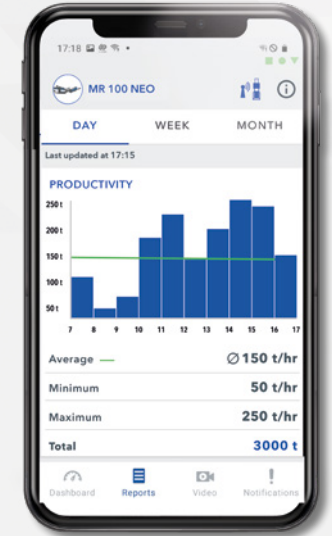 17:18
MR 100 NEO
DAY WEEK MONTH
Last updated at 17:15
PRODUCTIVITY
250 t
200 t
150 t
100 t
50 t
7 8 9 10 11 12 13 14 15 16 17
Average Ø 150 t/hr
Minimum 50 t/hr
Maximum 250 t/hr
Total 3000 t
Dashboard Reports Video Notifications